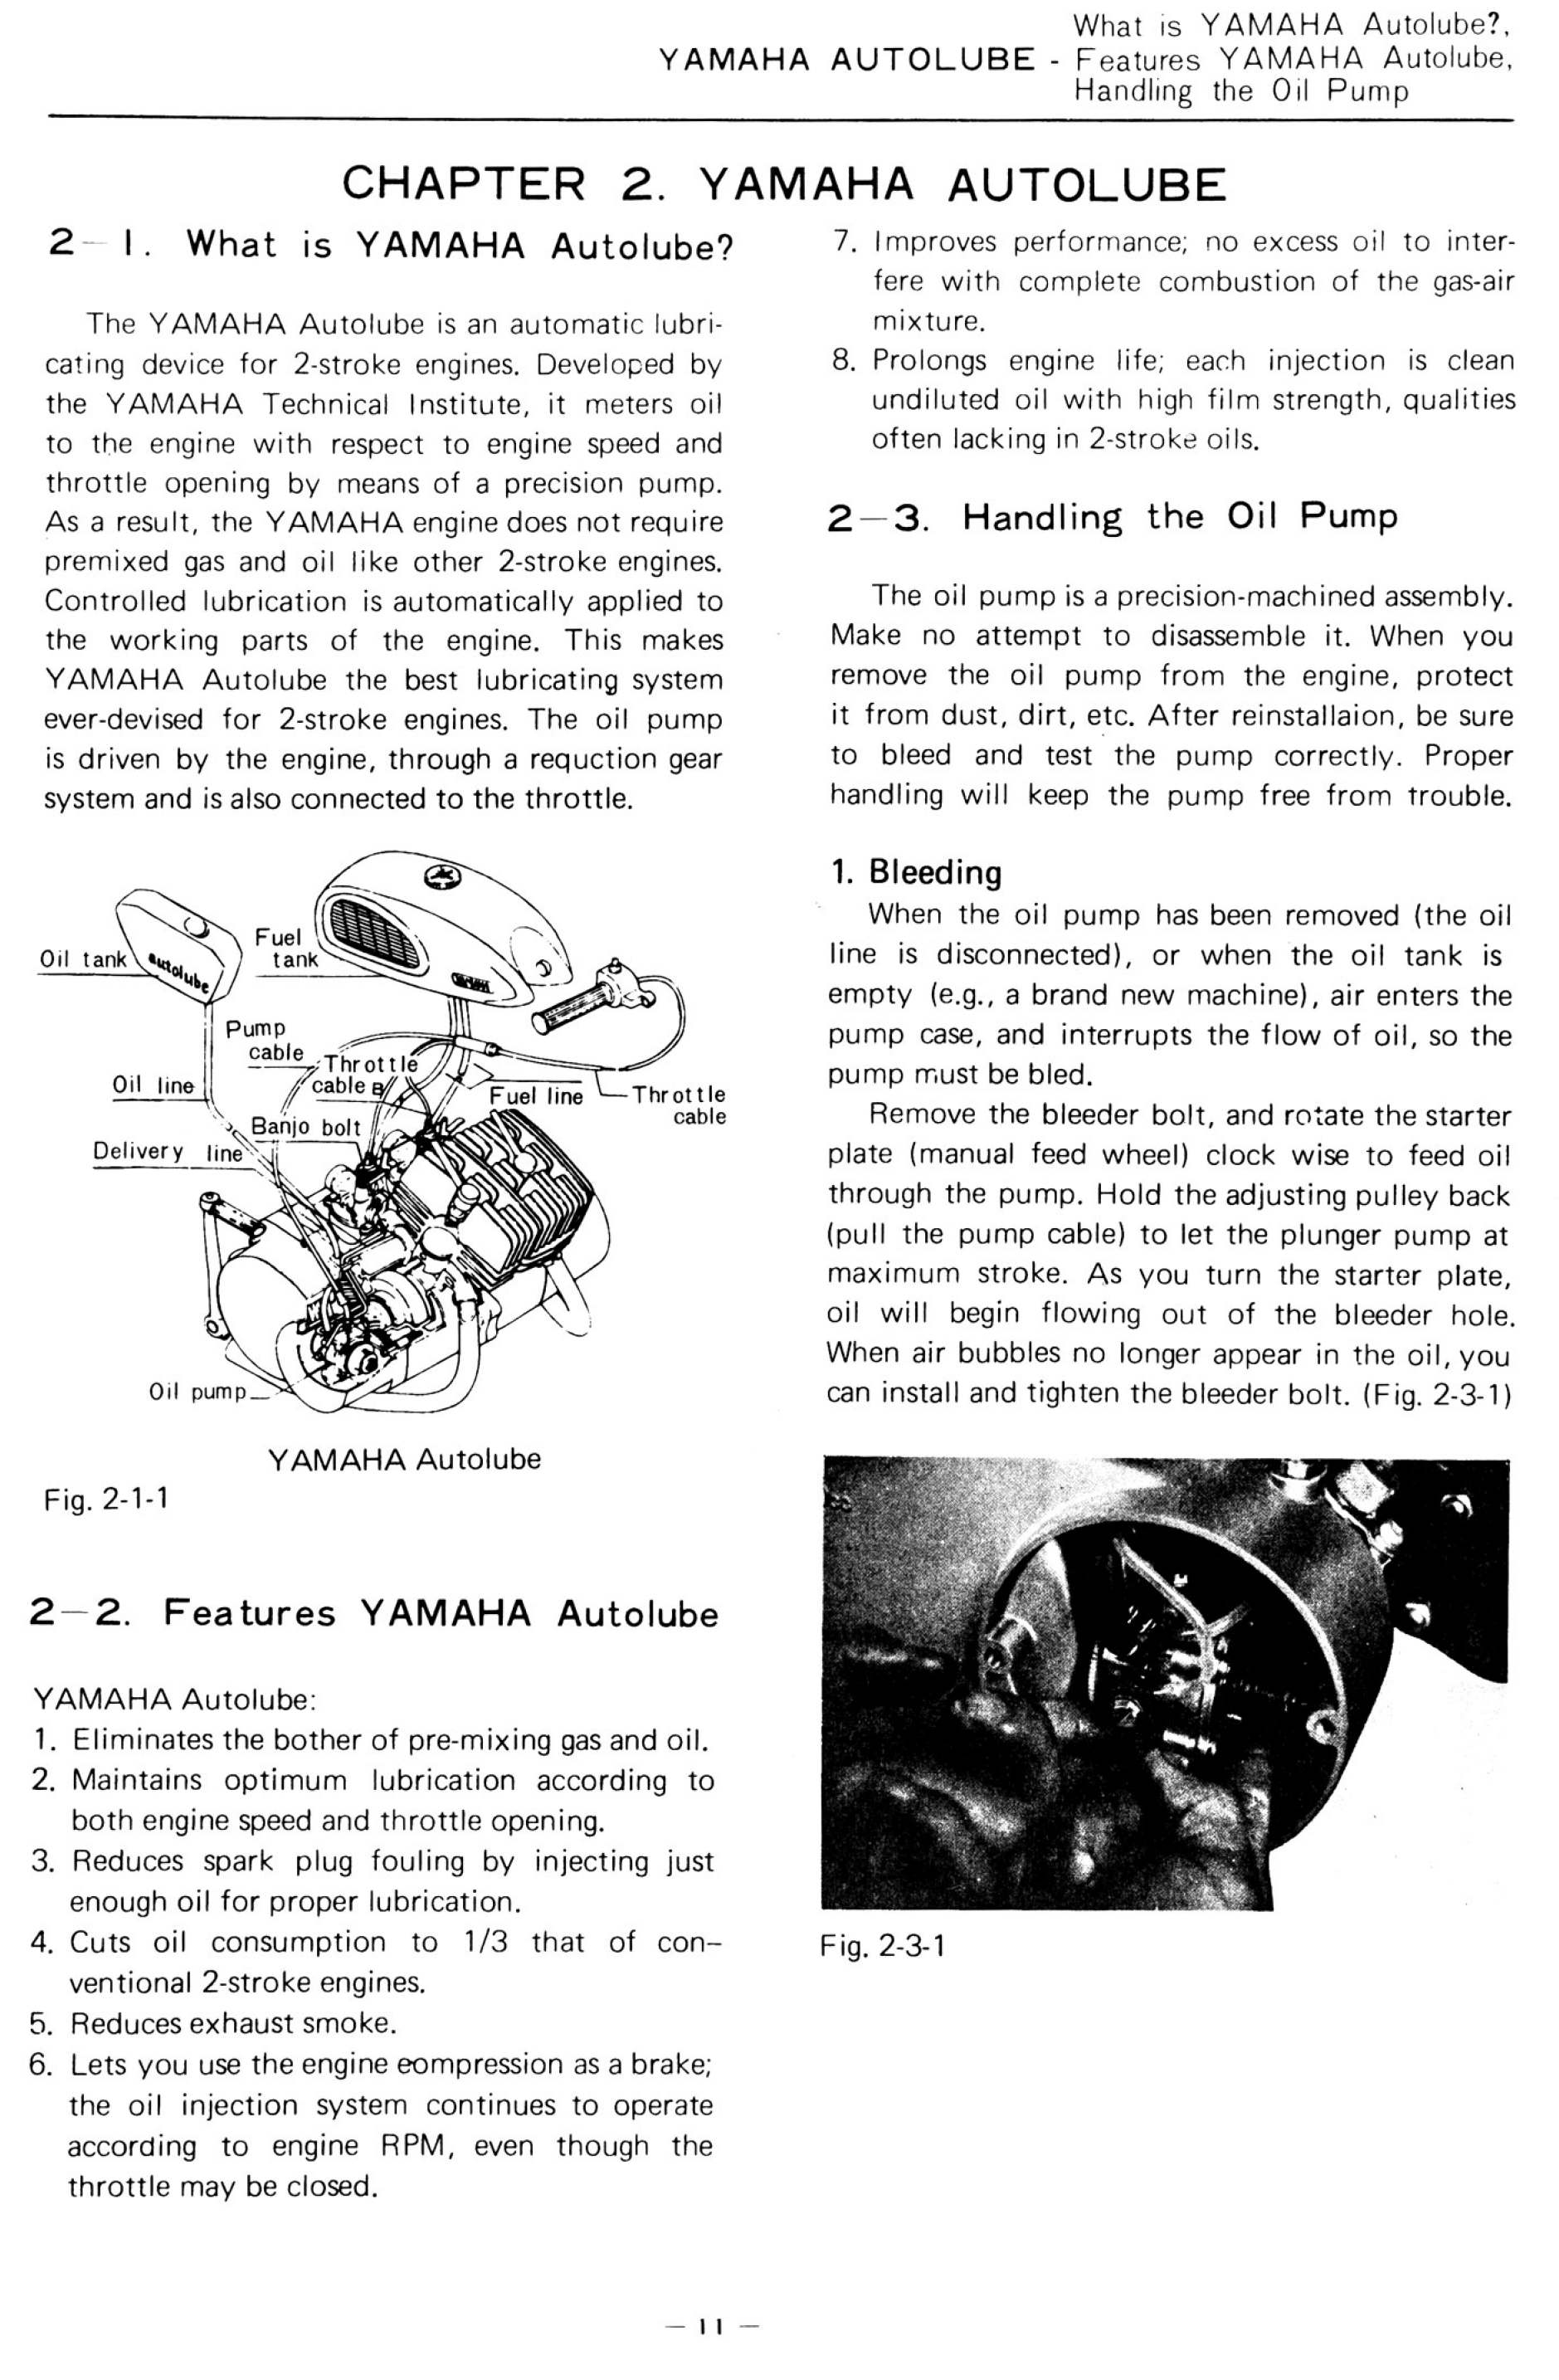 What is YAMAHA Autolube?,
YAMAHA AUTOLUBE - Features YAMAHA Autolube,
Handling the Oil Pump
CHAPTER 2. YAMAHA AUTOLUBE
2-1. What is YAMAHA Autolube?
The YAMAHA Autolube is an automatic lubri-
cating device for 2-stroke engines. Developed by
the YAMAHA Technical Institute, it meters oil
to the engine with respect to engine speed and
throttle opening by means of a precision pump.
As a result, the YAMAHA engine does not require
premixed gas and oil like other 2-stroke engines.
Controlled lubrication is automatically applied to
the working parts of the engine. This makes
YAMAHA Autolube the best lubricating system
ever-devised for 2-stroke engines. The oil pump
is driven by the engine, through a requction gear
system and is also connected to the throttle.
Oil tank
autolube
Fuel
tank
Pump
cable
Throttle
cable B
Oil line
Fuel line
Throttle
cable
Banjo bolt
Delivery line
Oil pump
YAMAHA Autolube
Fig. 2-1-1
2-2. Features YAMAHA Autolube
YAMAHA Autolube:
1. Eliminates the bother of pre-mixing gas and oil.
2. Maintains optimum lubrication according to
both engine speed and throttle opening.
3. Reduces spark plug fouling by injecting just
enough oil for proper lubrication.
4. Cuts oil consumption to 1/3 that of con-
ventional 2-stroke engines.
5. Reduces exhaust smoke.
6. Lets you use the engine eompression as a brake;
the oil injection system continues to operate
according to engine RPM, even though the
throttle may be closed.
7. Improves performance; no excess oil to inter-
fere with complete combustion of the gas-air
mixture.
8. Prolongs engine life; each injection is clean
undiluted oil with high film strength, qualities
often lacking in 2-stroke oils.
2-3. Handling the Oil Pump
The oil pump is a precision-machined assembly.
Make no attempt to disassemble it. When you
remove the oil pump from the engine, protect
it from dust, dirt, etc. After reinstallaion, be sure
to bleed and test the pump correctly. Proper
handling will keep the pump free from trouble.
1. Bleeding
When the oil pump has been removed (the oil
line is disconnected), or when the oil tank is
empty (e.g., a brand new machine), air enters the
pump case, and interrupts the flow of oil, so the
pump must be bled.
Remove the bleeder bolt, and rotate the starter
plate (manual feed wheel) clock wise to feed oil
through the pump. Hold the adjusting pulley back
(pull the pump cable) to let the plunger pump at
maximum stroke. As you turn the starter plate,
oil will begin flowing out of the bleeder hole.
When air bubbles no longer appear in the oil, you
can install and tighten the bleeder bolt. (Fig. 2-3-1)
Fig. 2-3-1
— 11 —